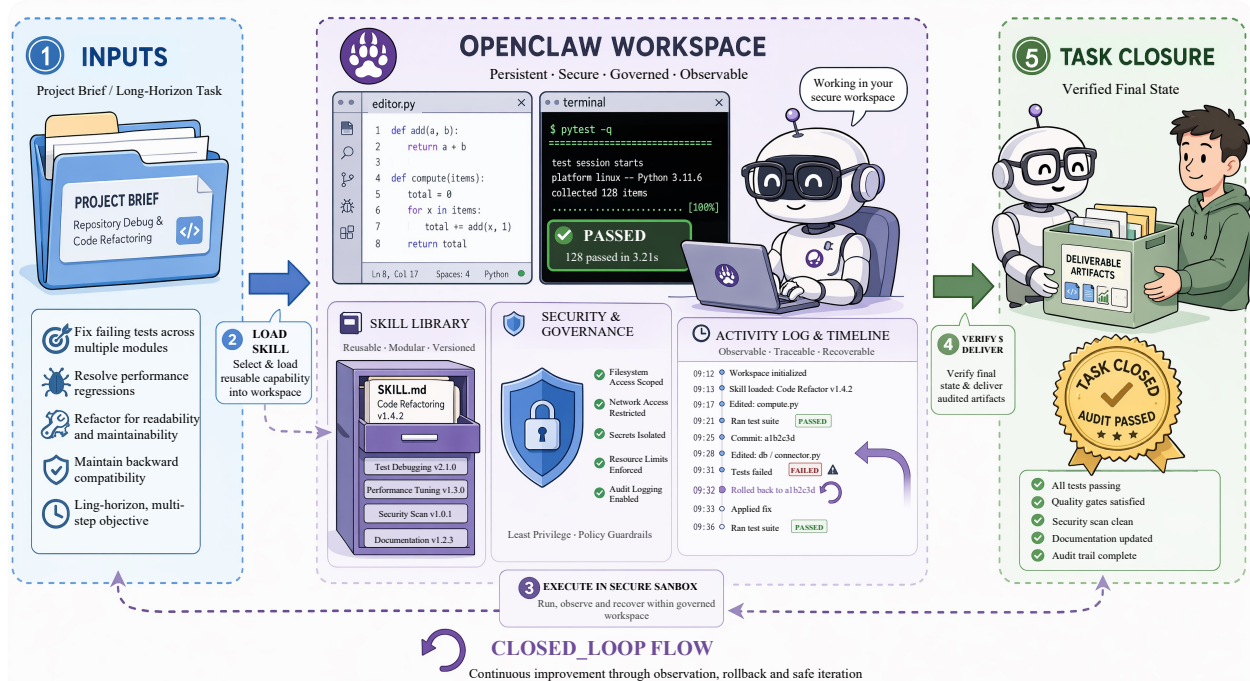 1 INPUTS
Project Brief / Long-Horizon Task
PROJECT BRIEF
Repository Debug &
Code Refactoring
</>
Fix failing tests across
multiple modules
Resolve performance
regressions
Refactor for readability
and maintainability
Maintain backward
compatibility
Ling-horizon, multi-
step objective
2 LOAD
SKILL
Select & load
reusable capability
into workspace
OPENCLAW WORKSPACE
Persistent · Secure · Governed · Observable
Working in your
secure workspace
editor.py
1 def add(a, b):
2 return a + b
3
4 def compute(items):
5 total = 0
6 for x in items:
7 total += add(x, 1)
8 return total
Ln 8, Col 17 Spaces: 4 Python
terminal
$ pytest -q
=============================
test session starts
platform linux -- Python 3.11.6
collected 128 items
........................ [100%]
PASSED
128 passed in 3.21s
SKILL LIBRARY
Reusable · Modular · Versioned
SKILL.md
Code Refactoring
v1.4.2
Test Debugging v2.1.0
Performance Tuning v1.3.0
Security Scan v1.0.1
Documentation v1.2.3
SECURITY &
GOVERNANCE
Filesystem
Access Scoped
Network Access
Restricted
Secrets Isolated
Resource Limits
Enforced
Audit Logging
Enabled
Least Privilege · Policy Guardrails
ACTIVITY LOG & TIMELINE
Observable · Traceable · Recoverable
09:12 Workspace initialized
09:13 Skill loaded: Code Refactor v1.4.2
09:17 Edited: compute.py
09:21 Ran test suite PASSED
09:25 Commit: a1b2c3d
09:28 Edited: db / connector.py
09:31 Tests failed FAILED
09:32 Rolled back to a1b2c3d
09:33 Applied fix
09:36 Ran test suite PASSED
3 EXECUTE IN SECURE SANBOX
Run, observe and recover within governed
workspace
4 VERIFY $
DELIVER
Verify final
state & deliver
audited artifacts
5 TASK CLOSURE
Verified Final State
DELIVERABLE
ARTIFACTS
</>
TASK CLOSED
AUDIT PASSED
All tests passing
Quality gates satisfied
Security scan clean
Documentation updated
Audit trail complete
CLOSED_LOOP FLOW
Continuous improvement through observation, rollback and safe iteration